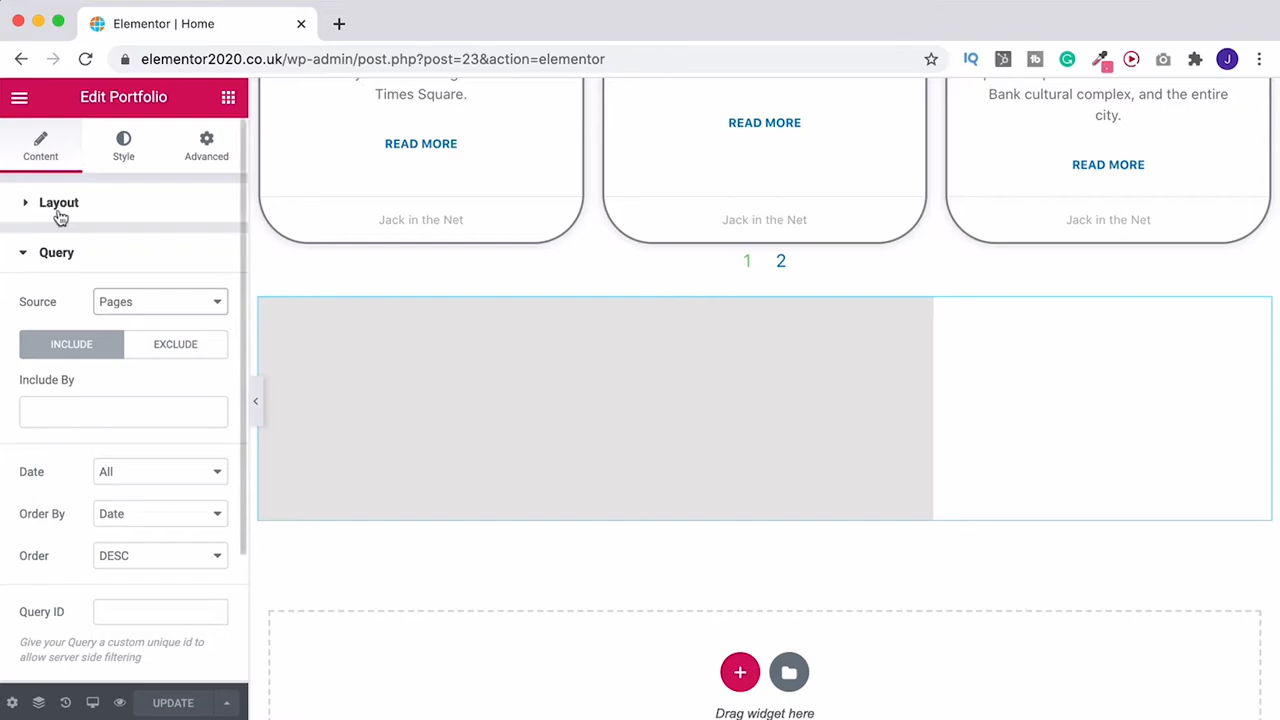 Elementor | Home
elementor2020.co.uk/wp-admin/post.php?post=23&action=elementor
IQ
J
Edit Portfolio
Content
Style
Advanced
Layout
Query
Source
Pages
INCLUDE
EXCLUDE
Include By
Date
All
Order By
Date
Order
DESC
Query ID
Give your Query a custom unique id to
allow server side filtering
UPDATE
Times Square.
READ MORE
Jack in the Net
READ MORE
Jack in the Net
Bank cultural complex, and the entire
city.
READ MORE
Jack in the Net
1 2
Drag widget here